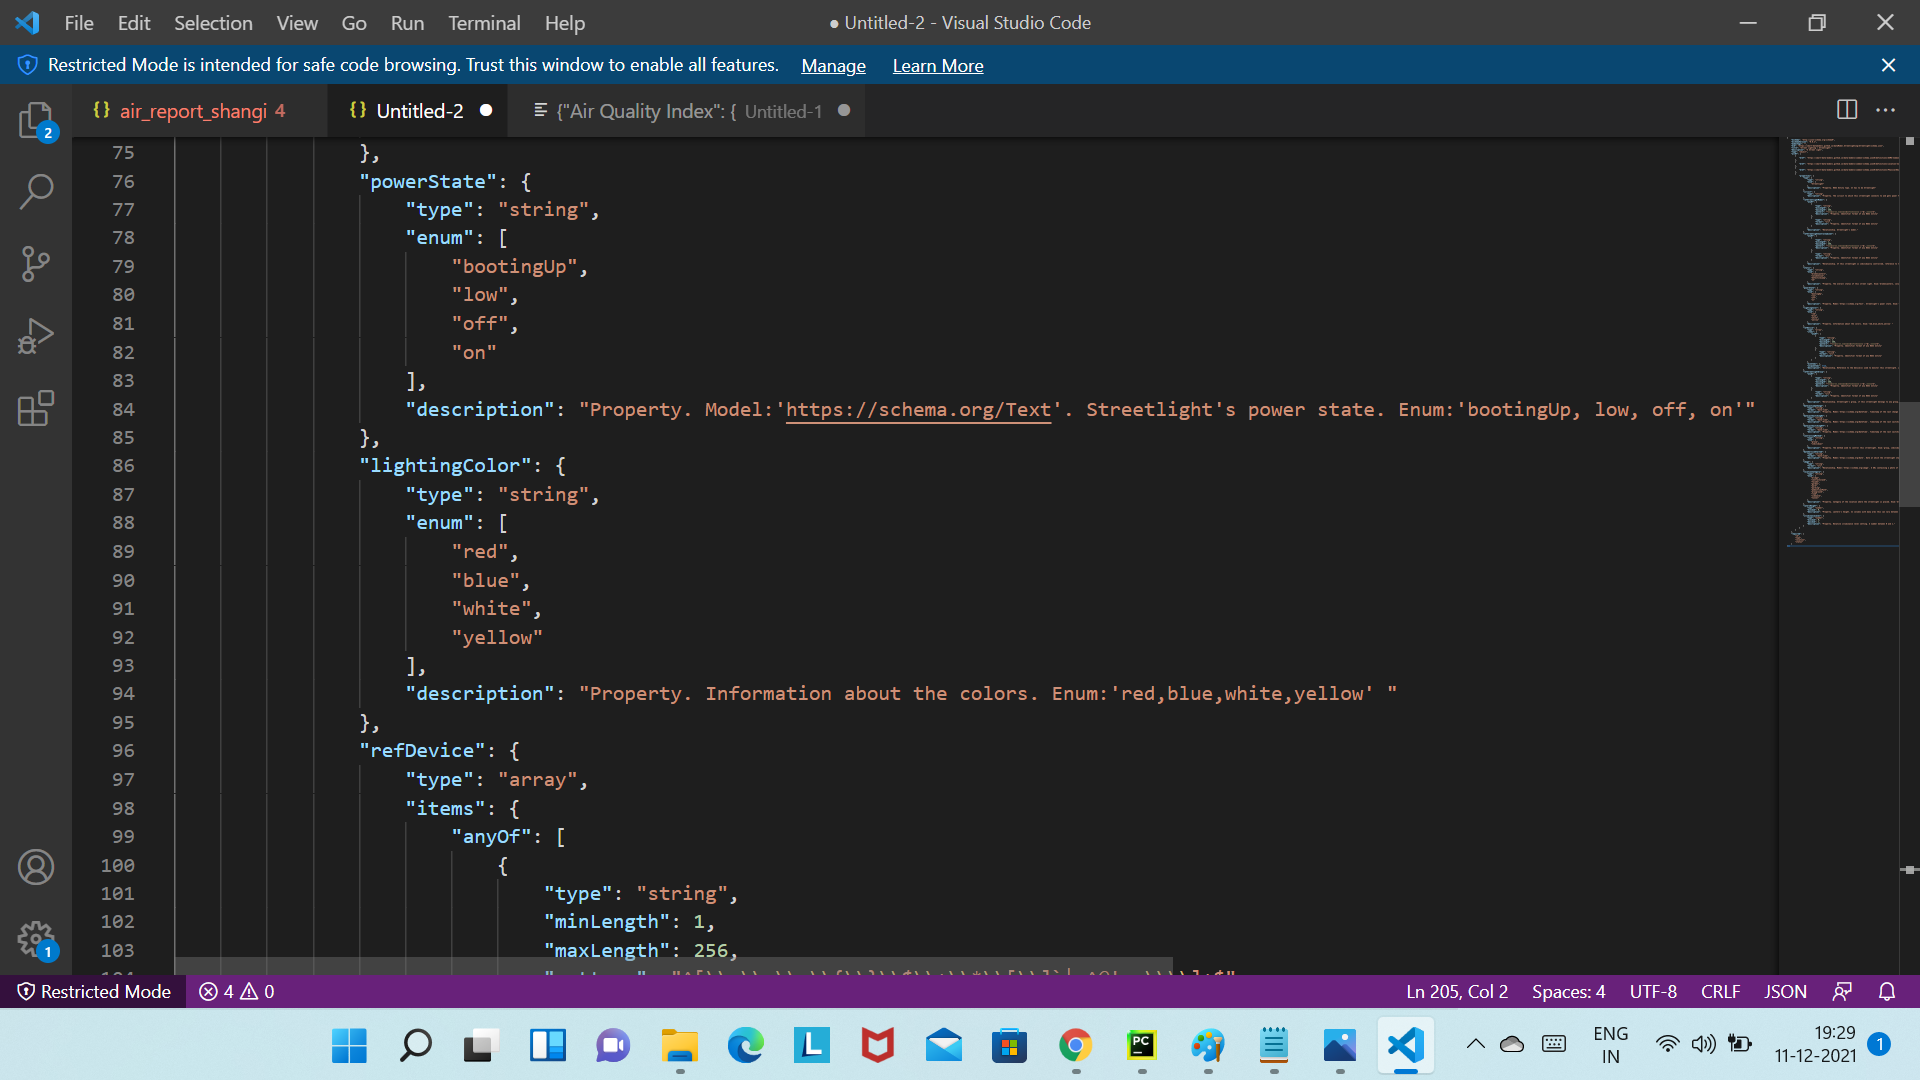 File Edit Selection View Go Run Terminal Help ● Untitled-2 - Visual Studio Code
Restricted Mode is intended for safe code browsing. Trust this window to enable all features. Manage Learn More
{} air_report_shangi 4 {} Untitled-2 ● {"Air Quality Index": { Untitled-1 ●
2
75 },
76 "powerState": {
77 "type": "string",
78 "enum": [
79 "bootingUp",
80 "low",
81 "off",
82 "on"
83 ],
84 "description": "Property. Model:'https://schema.org/Text'. Streetlight's power state. Enum:'bootingUp, low, off, on'"
85 },
86 "lightingColor": {
87 "type": "string",
88 "enum": [
89 "red",
90 "blue",
91 "white",
92 "yellow"
93 ],
94 "description": "Property. Information about the colors. Enum:'red,blue,white,yellow' "
95 },
96 "refDevice": {
97 "type": "array",
98 "items": {
99 "anyOf": [
100 {
101 "type": "string",
102 "minLength": 1,
103 "maxLength": 256,
1
Restricted Mode 4 0 Ln 205, Col 2 Spaces: 4 UTF-8 CRLF JSON
L PC ENG
IN
19:29
11-12-2021
1